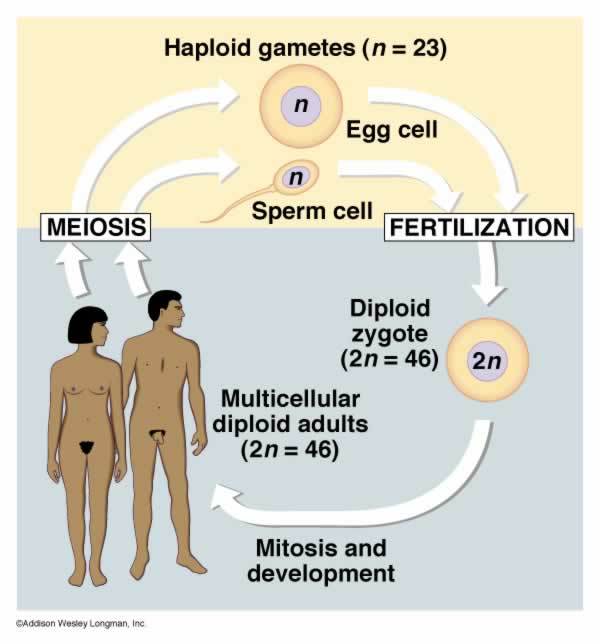 Haploid gametes (n = 23)
n
Egg cell
n
Sperm cell
MEIOSIS
FERTILIZATION
Diploid
zygote
(2n = 46)
2n
Multicellular
diploid adults
(2n = 46)
Mitosis and
development
©Addison Wesley Longman, Inc.